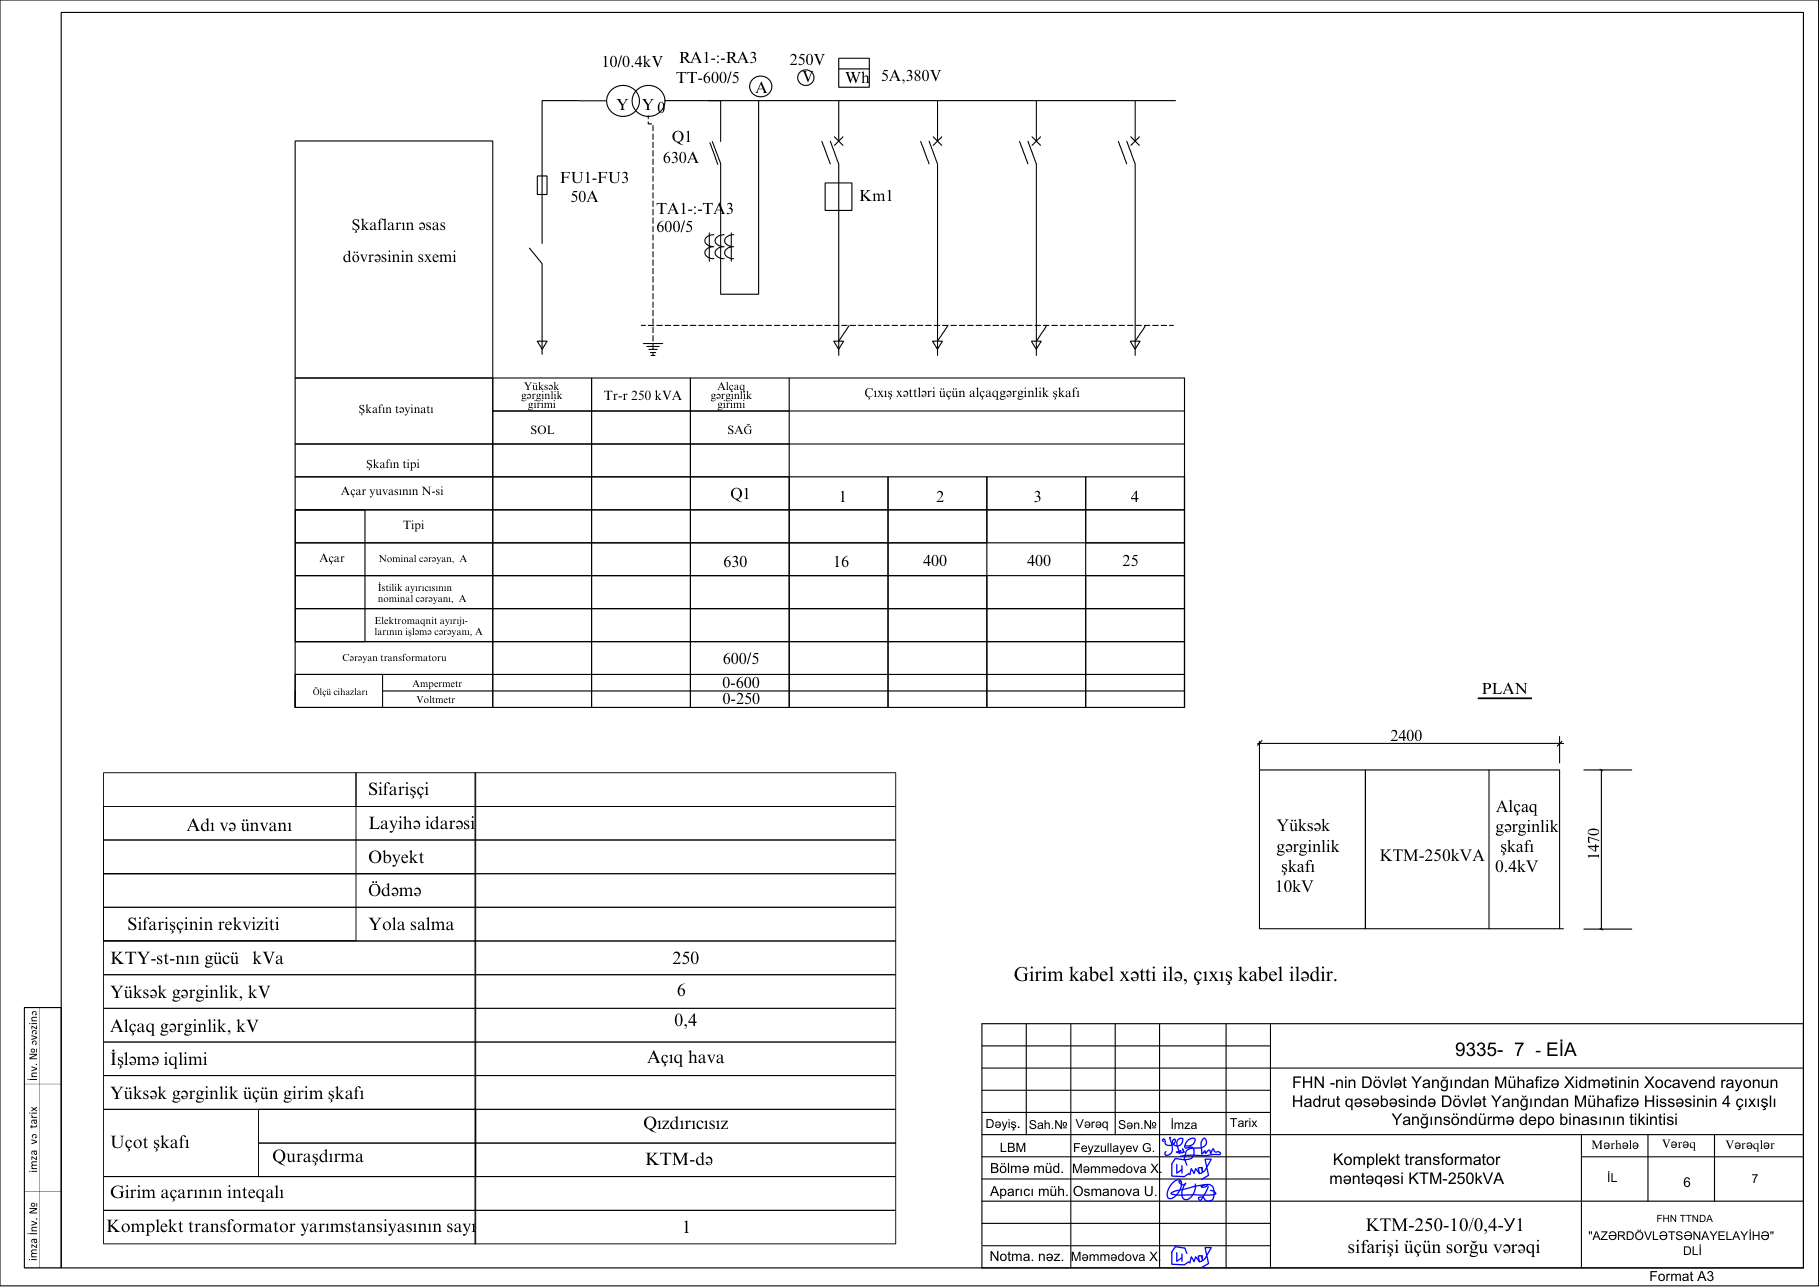 10/0.4kV
RA1-:-RA3
TT-600/5
A
250V
V
Wh
5A,380V
Y
Y
0
Q1
630A
FU1-FU3
50A
TA1-:-TA3
600/5
Km1
Şkafların əsas
dövrəsinin sxemi
Şkafın təyinatı
Yüksək
gərginlik
girimi
Tr-r 250 kVA
Alçaq
gərginlik
girimi
Çıxış xəttləri üçün alçaqgərginlik şkafı
SOL
SAĞ
Şkafın tipi
Açar yuvasının N-si
Q1
1
2
3
4
Tipi
Açar
Nominal cərəyan, A
630
16
400
400
25
İstilik ayırıcısının
nominal cərəyanı, A
Elektromaqnit ayırıjı-
larının işləmə cərəyanı, A
Cərəyan transformatoru
600/5
Ölçü cihazları
Ampermetr
0-600
Voltmetr
0-250
PLAN
2400
1470
Yüksək
gərginlik
şkafı
10kV
KTM-250kVA
Alçaq
gərginlik
şkafı
0.4kV
Adı və ünvanı
Sifarişçi
Layihə idarəsi
Obyekt
Ödəmə
Sifarişçinin rekviziti
Yola salma
KTY-st-nın gücü kVa
250
Yüksək gərginlik, kV
6
Alçaq gərginlik, kV
0,4
İşləmə iqlimi
Açıq hava
Yüksək gərginlik üçün girim şkafı
Uçot şkafı
Qızdırıcısız
Quraşdırma
KTM-də
Girim açarının inteqalı
Komplekt transformator yarımstansiyasının sayı
1
Girim kabel xətti ilə, çıxış kabel ilədir.
İnv. № əvəzinə
imza və tarix
imza İnv. №
9335- 7 - EİA
FHN -nin Dövlət Yanğından Mühafizə Xidmətinin Xocavend rayonun
Hadrut qəsəbəsində Dövlət Yanğından Mühafizə Hissəsinin 4 çıxışlı
Yanğınsöndürmə depo binasının tikintisi
Dəyiş.
Sah.№
Vərəq
Sən.№
İmza
Tarix
LBM
Feyzullayev G.
Bölmə müd.
Məmmədova X.
Aparıcı müh.
Osmanova U.
Notma. nəz.
Məmmədova X
Komplekt transformator
məntəqəsi KTM-250kVA
Mərhələ
Vərəq
Vərəqlər
İL
6
7
KTM-250-10/0,4-У1
sifarişi üçün sorğu vərəqi
FHN TTNDA
"AZƏRDÖVLƏTSƏNAYELAYİHƏ"
DLİ
Format A3